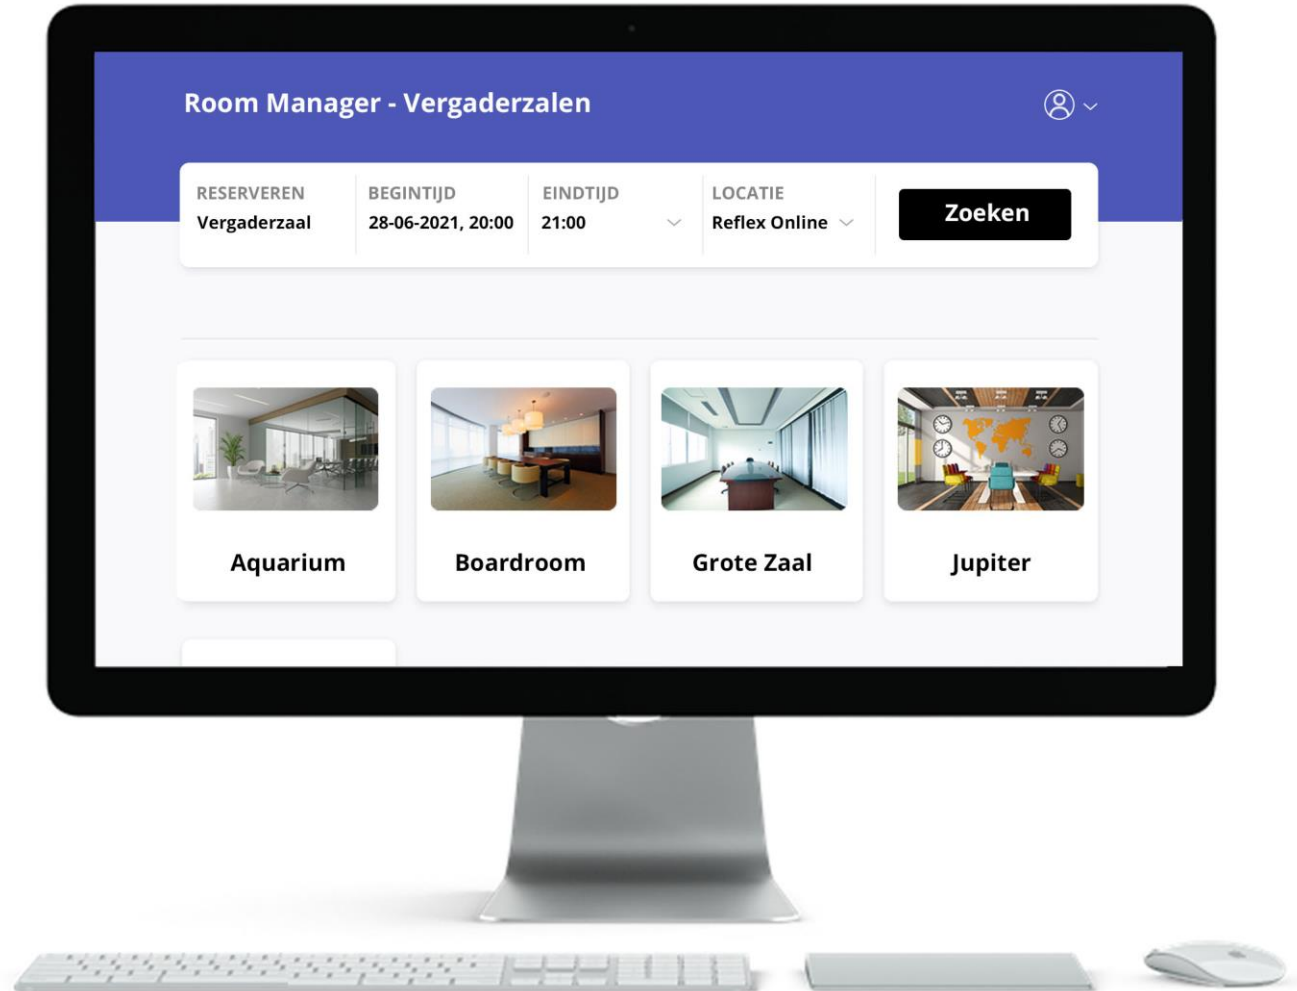 Room Manager - Vergaderzalen
RESERVEREN BEGINTIJD EINDTIJD LOCATIE
Vergaderzaal 28-06-2021, 20:00 21:00 Reflex Online Zoeken
Aquarium Boardroom Grote Zaal Jupiter